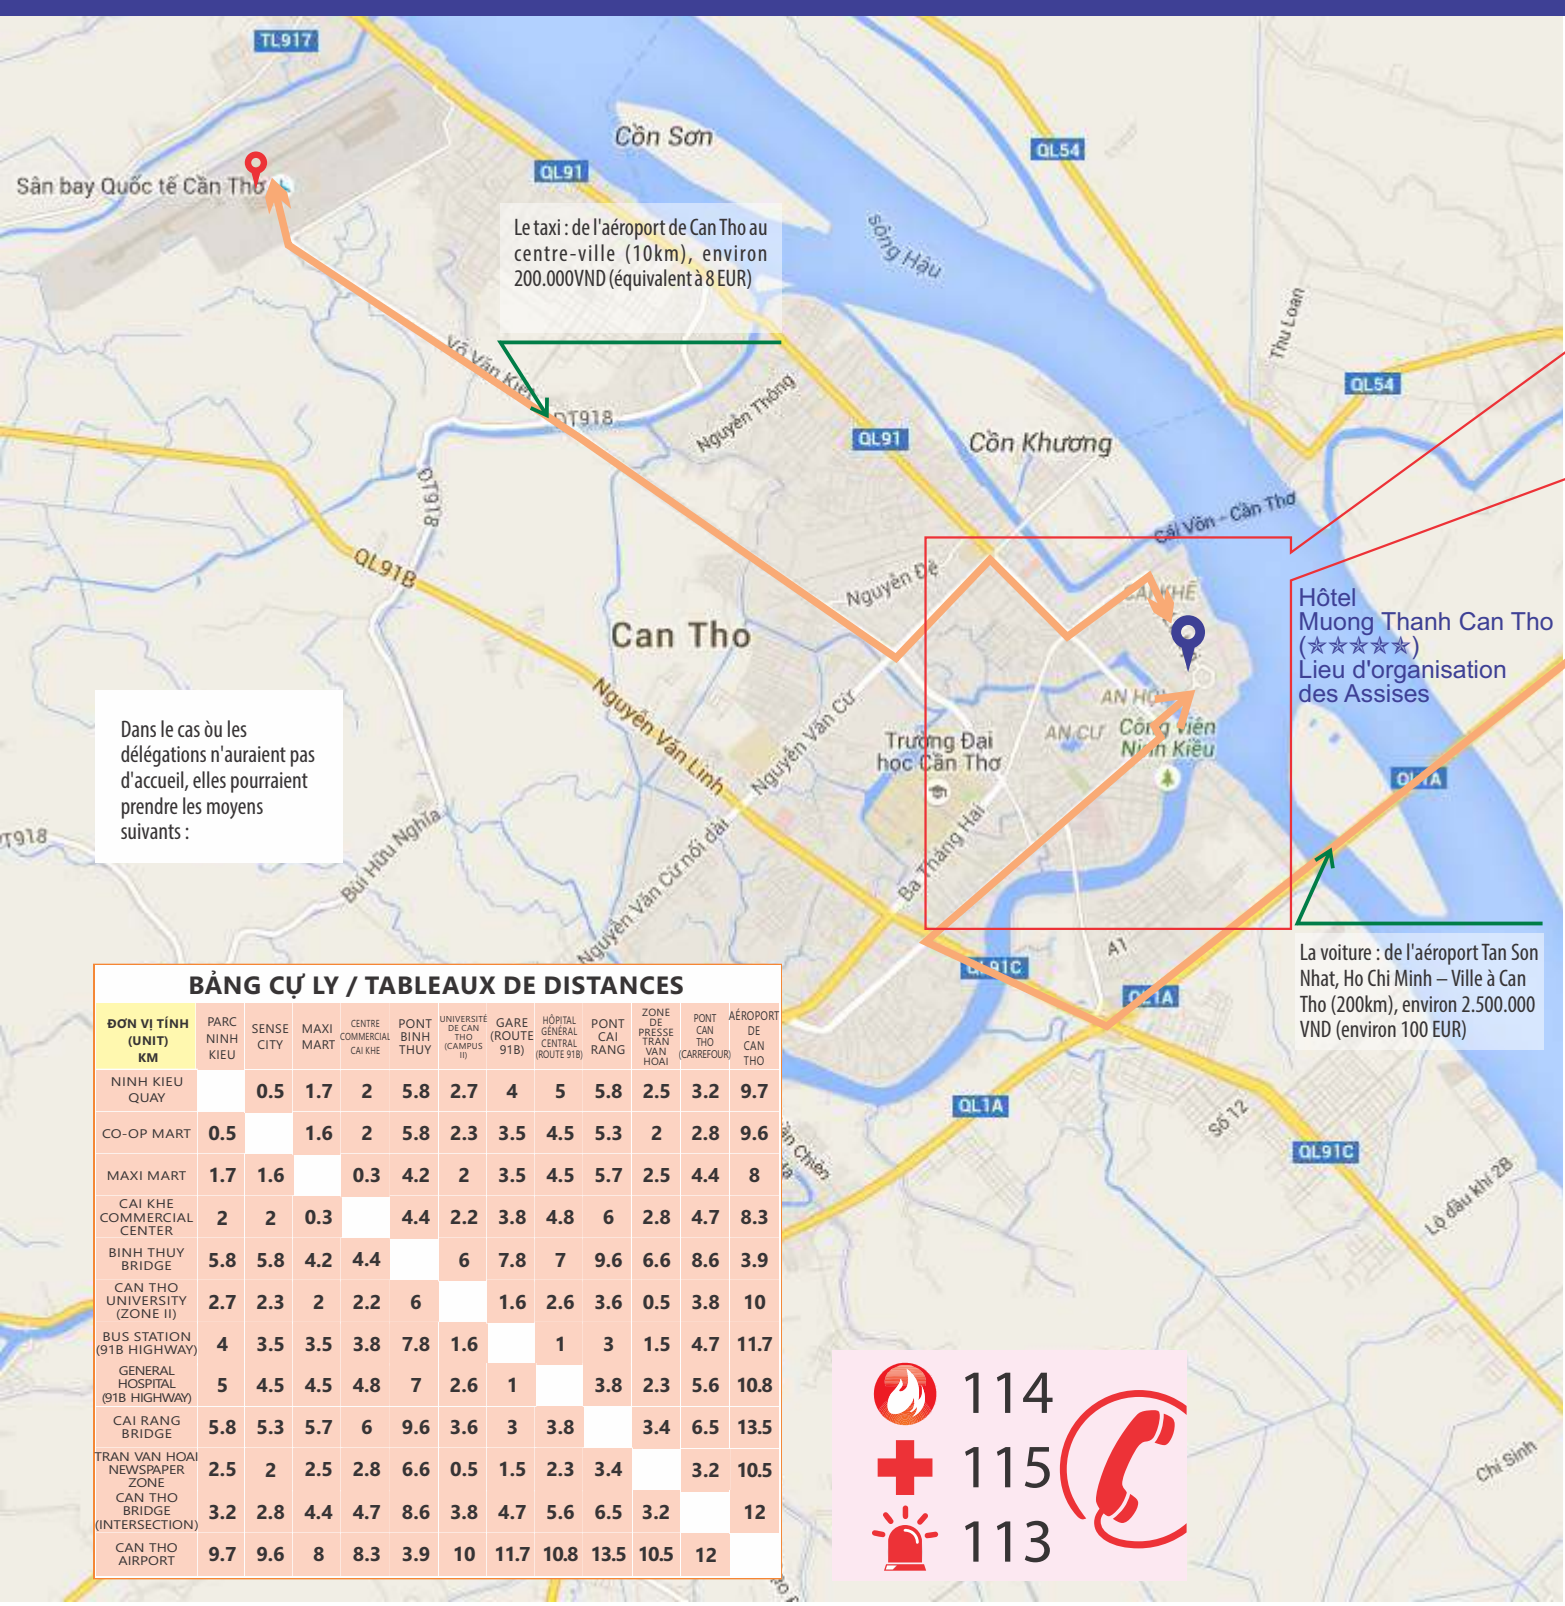 TL917
Cồn Sơn
QL54
QL91
Sân bay Quốc tế Cần Thơ
Le taxi : de l'aéroport de Can Tho au
centre-ville (10km), environ
200.000VND (équivalent à 8 EUR)
sông Hậu
Thu Loan
Võ Văn Kiệt
ĐT918
QL54
Nguyễn Thông
QL91
Cồn Khương
ĐT918
Cái Vồn - Cần Thơ
QL91B
Nguyễn Đệ
CÁI KHẾ
Hôtel
Muong Thanh Can Tho
(★★★★★)
Lieu d'organisation
des Assises
Can Tho
Nguyễn Văn Linh
Nguyễn Văn Cừ
AN HỘI
AN CƯ
Công viên
Ninh Kiều
Trường Đại
học Cần Thơ
QL1A
Dans le cas òu les
délégations n'auraient pas
d'accueil, elles pourraient
prendre les moyens
suivants :
ĐT918
Bùi Hữu Nghĩa
Nguyễn Văn Cừ nối dài
Ba Tháng Hai
A1
QL91C
QL1A
La voiture : de l'aéroport Tan Son
Nhat, Ho Chi Minh – Ville à Can
Tho (200km), environ 2.500.000
VND (environ 100 EUR)
QL1A
Số 12
QL91C
Lộ dầu khí 2B
Chí Sinh
BẢNG CỰ LY / TABLEAUX DE DISTANCES
ĐƠN VỊ TÍNH
(UNIT)
KM
PARC
NINH
KIEU
SENSE
CITY
MAXI
MART
CENTRE
COMMERCIAL
CAI KHE
PONT
BINH
THUY
UNIVERSITÉ
DE CAN
THO
(CAMPUS
II)
GARE
(ROUTE
91B)
HÔPITAL
GÉNÉRAL
CENTRAL
(ROUTE 91B)
PONT
CAI
RANG
ZONE
DE
PRESSE
TRAN
VAN
HOAI
PONT
CAN
THO
(CARREFOUR)
AÉROPORT
DE
CAN
THO
NINH KIEU
QUAY
0.5 1.7 2 5.8 2.7 4 5 5.8 2.5 3.2 9.7
CO-OP MART 0.5 1.6 2 5.8 2.3 3.5 4.5 5.3 2 2.8 9.6
MAXI MART 1.7 1.6 0.3 4.2 2 3.5 4.5 5.7 2.5 4.4 8
CAI KHE
COMMERCIAL
CENTER
2 2 0.3 4.4 2.2 3.8 4.8 6 2.8 4.7 8.3
BINH THUY
BRIDGE
5.8 5.8 4.2 4.4 6 7.8 7 9.6 6.6 8.6 3.9
CAN THO
UNIVERSITY
(ZONE II)
2.7 2.3 2 2.2 6 1.6 2.6 3.6 0.5 3.8 10
BUS STATION
(91B HIGHWAY)
4 3.5 3.5 3.8 7.8 1.6 1 3 1.5 4.7 11.7
GENERAL
HOSPITAL
(91B HIGHWAY)
5 4.5 4.5 4.8 7 2.6 1 3.8 2.3 5.6 10.8
CAI RANG
BRIDGE
5.8 5.3 5.7 6 9.6 3.6 3 3.8 3.4 6.5 13.5
TRAN VAN HOAI
NEWSPAPER
ZONE
2.5 2 2.5 2.8 6.6 0.5 1.5 2.3 3.4 3.2 10.5
CAN THO
BRIDGE
(INTERSECTION)
3.2 2.8 4.4 4.7 8.6 3.8 4.7 5.6 6.5 3.2 12
CAN THO
AIRPORT
9.7 9.6 8 8.3 3.9 10 11.7 10.8 13.5 10.5 12
114
115
113